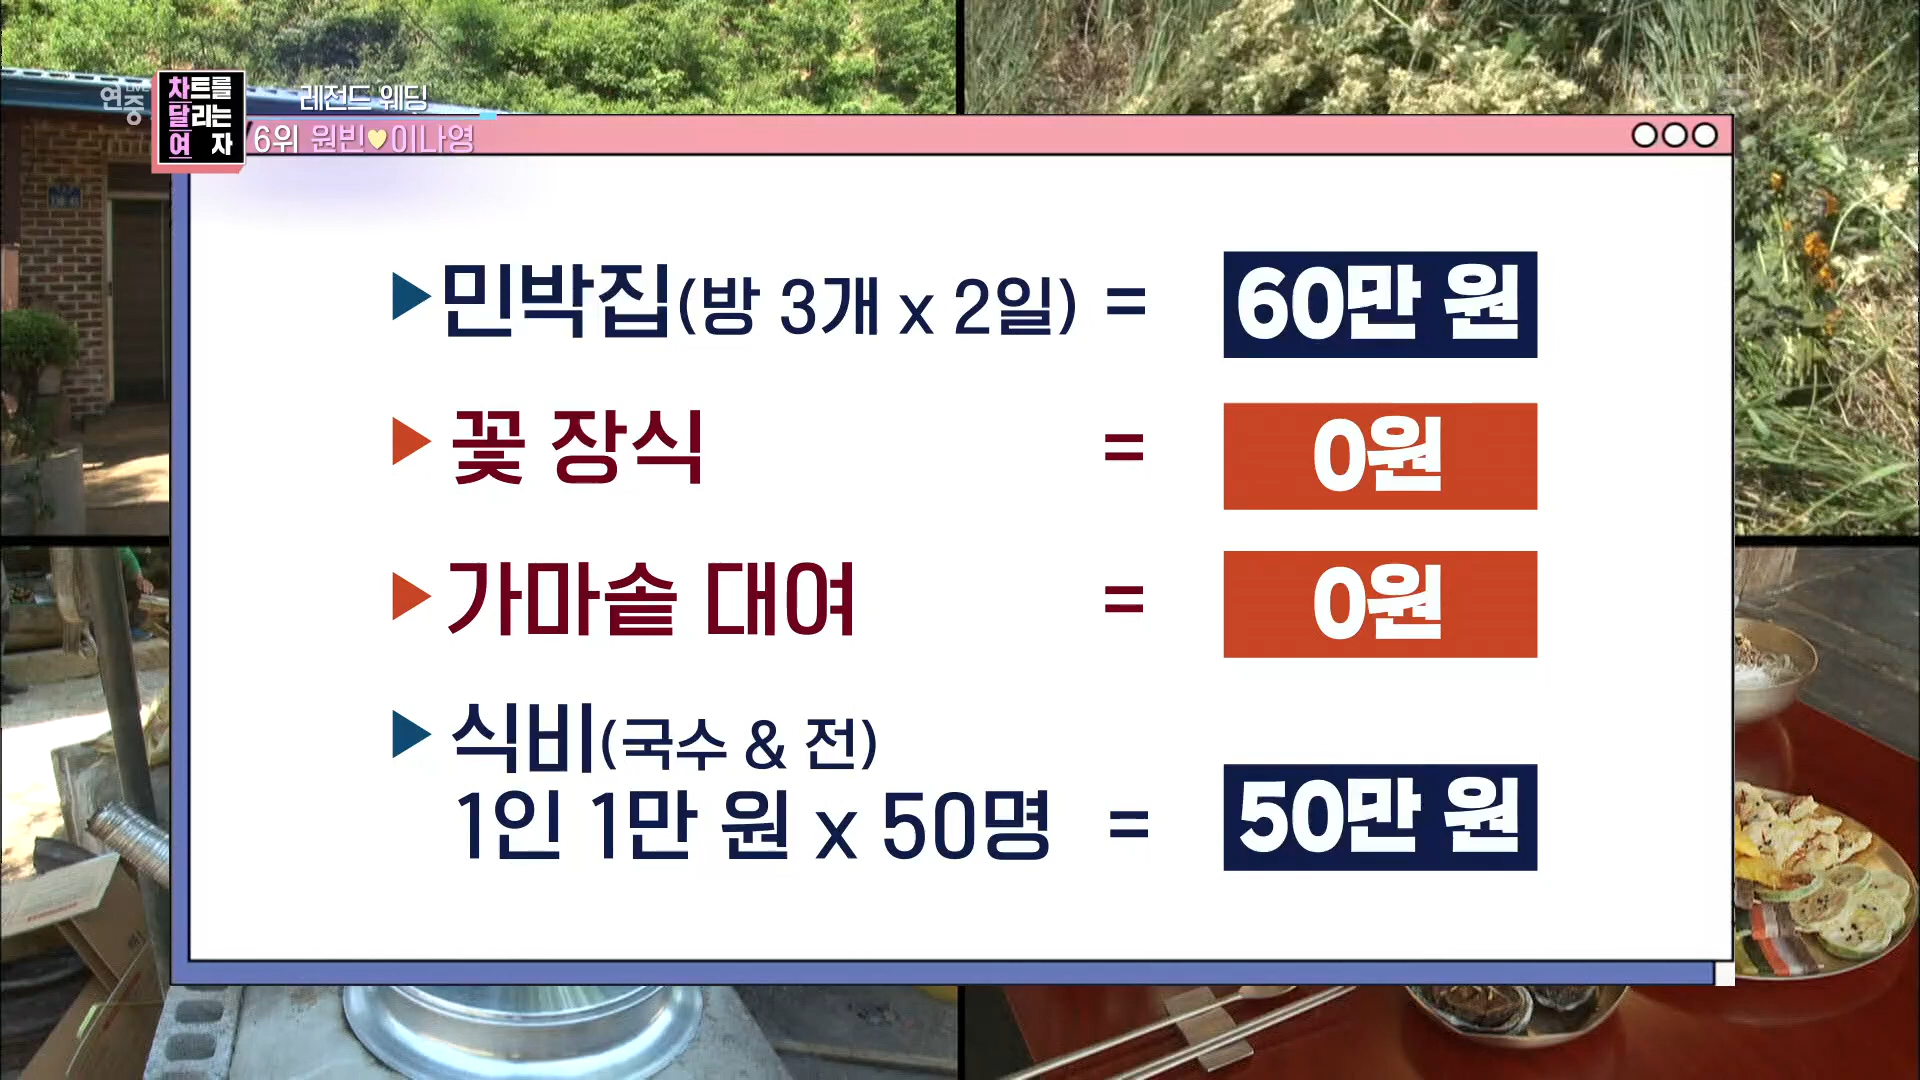 연중
LIVE
차트를
달리는
여자
레전드 웨딩
6위 원빈♥이나영
▶민박집(방 3개 x 2일) = 60만 원
▶꽃 장식 = 0원
▶가마솥 대여 = 0원
▶식비(국수 & 전)
1인 1만 원 x 50명 = 50만 원